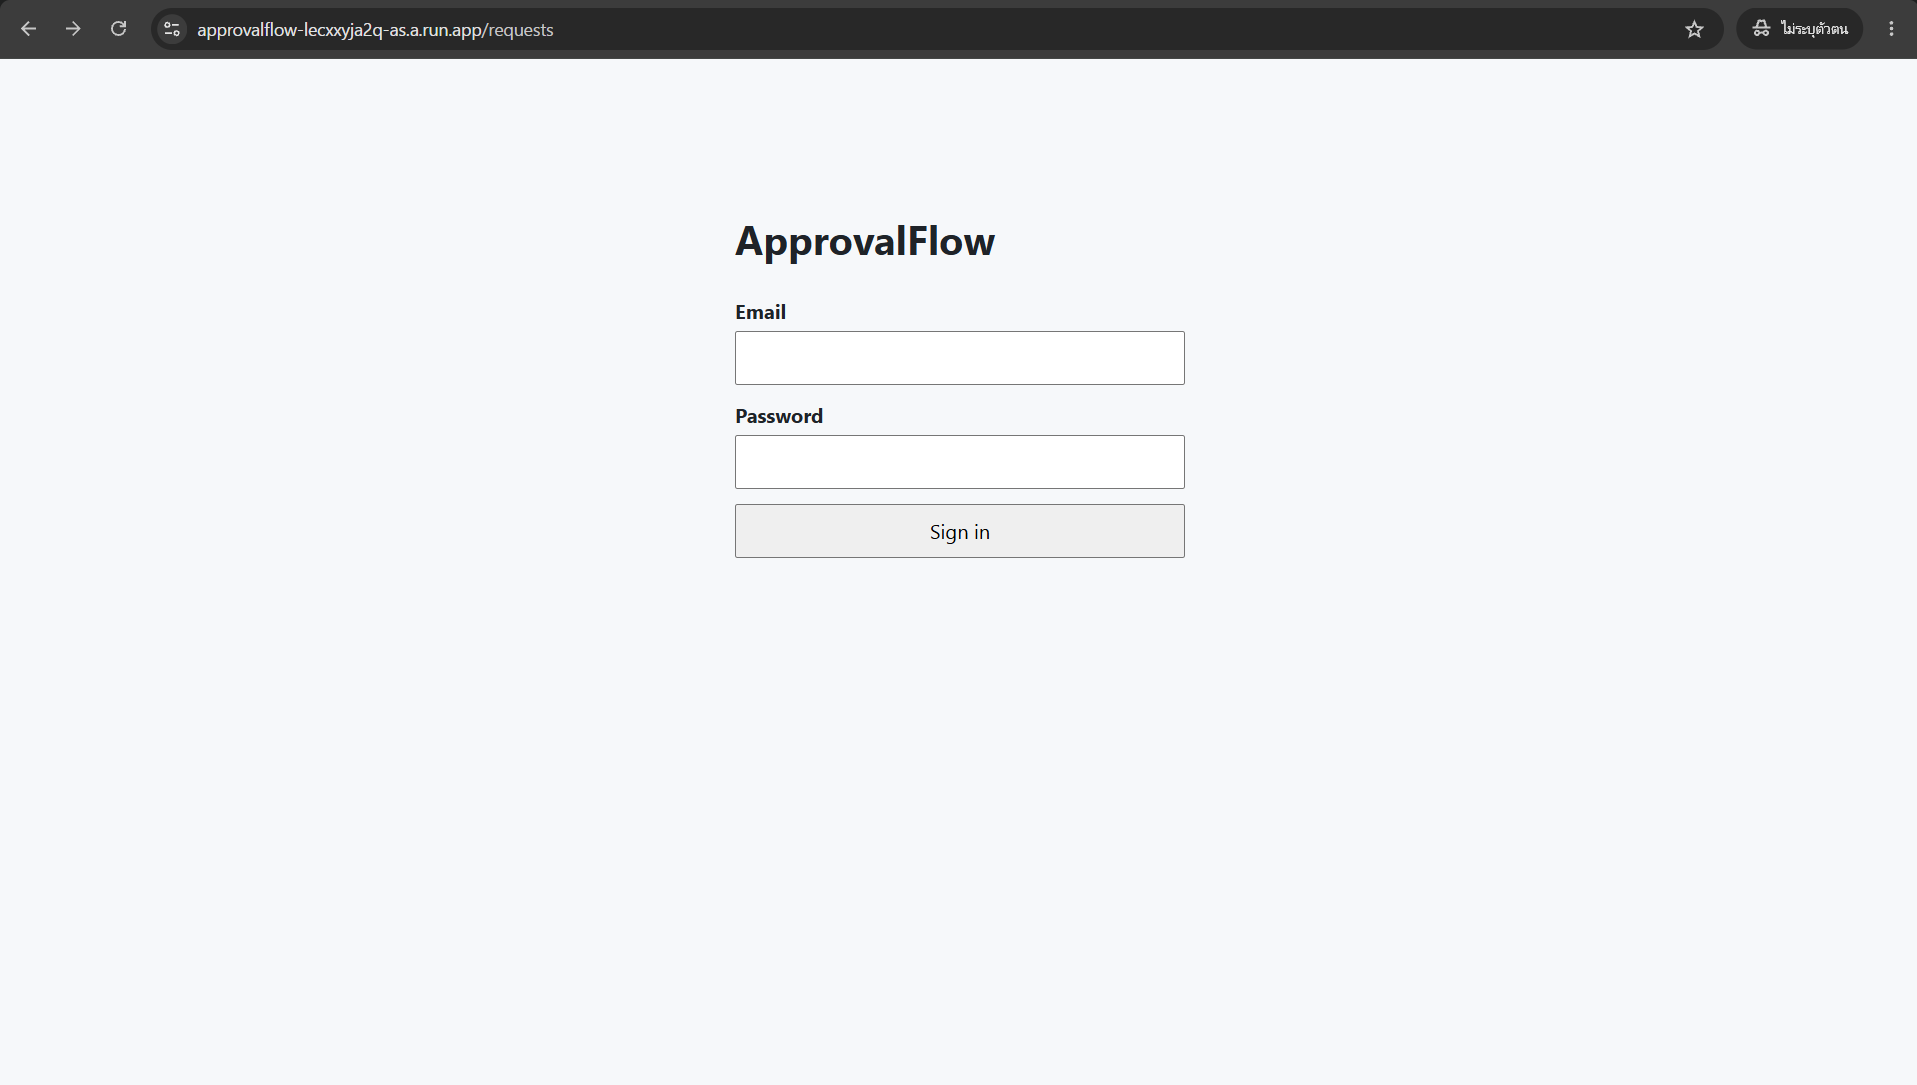 approvalflow-lecxxyja2q-as.a.run.app/requests
ไม่ระบุตัวตน
ApprovalFlow
Email
Password
Sign in